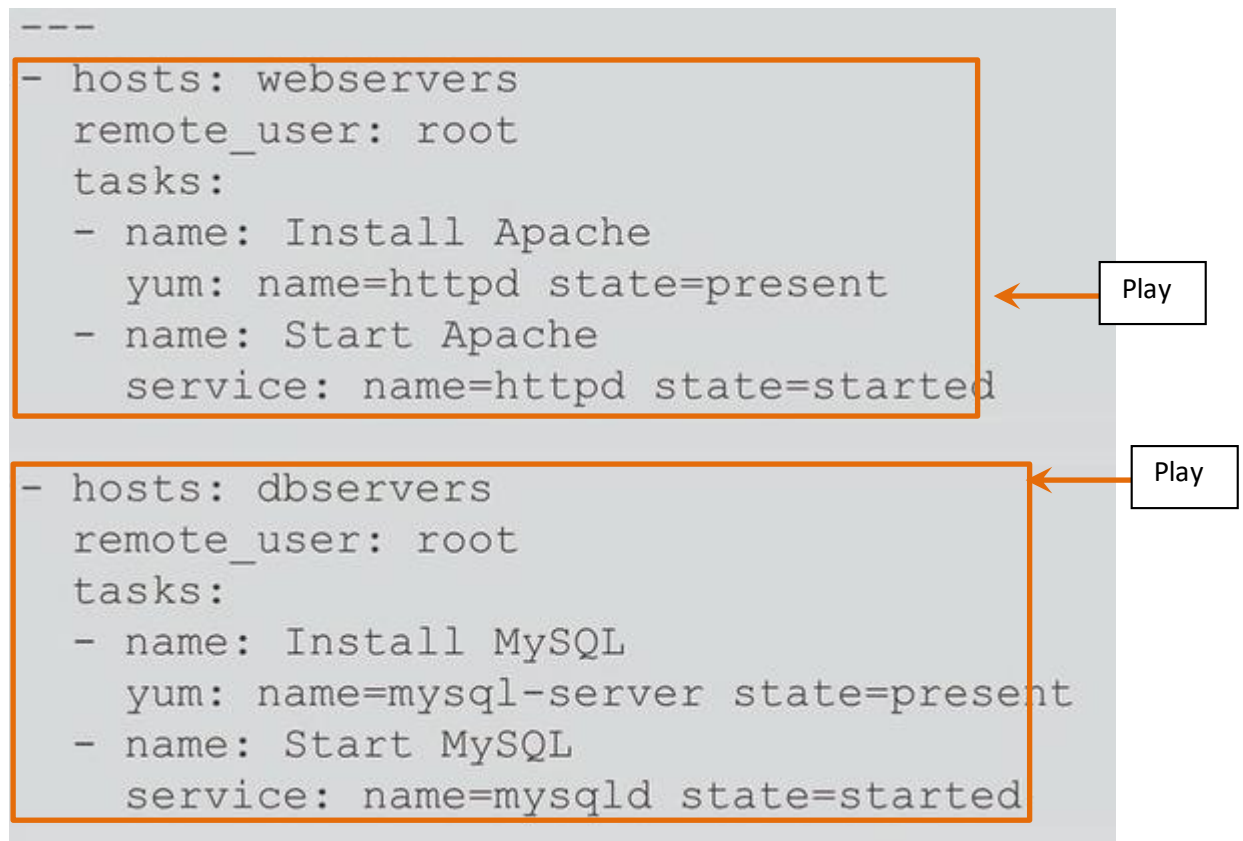 ---
- hosts: webservers
  remote_user: root
  tasks:
  - name: Install Apache
    yum: name=httpd state=present
  - name: Start Apache
    service: name=httpd state=started
Play
- hosts: dbservers
  remote_user: root
  tasks:
  - name: Install MySQL
    yum: name=mysql-server state=present
  - name: Start MySQL
    service: name=mysqld state=started
Play